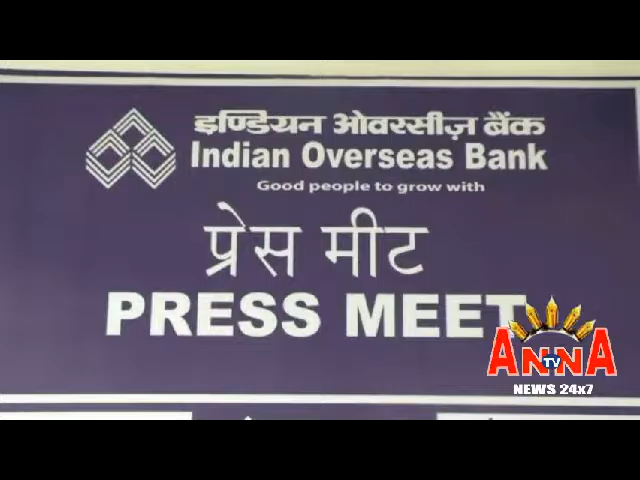 इण्डियन ओवरसीज़ बैंक
Indian Overseas Bank
Good people to grow with
प्रेस मीट
PRESS MEET
ANNA
TV
NEWS 24x7